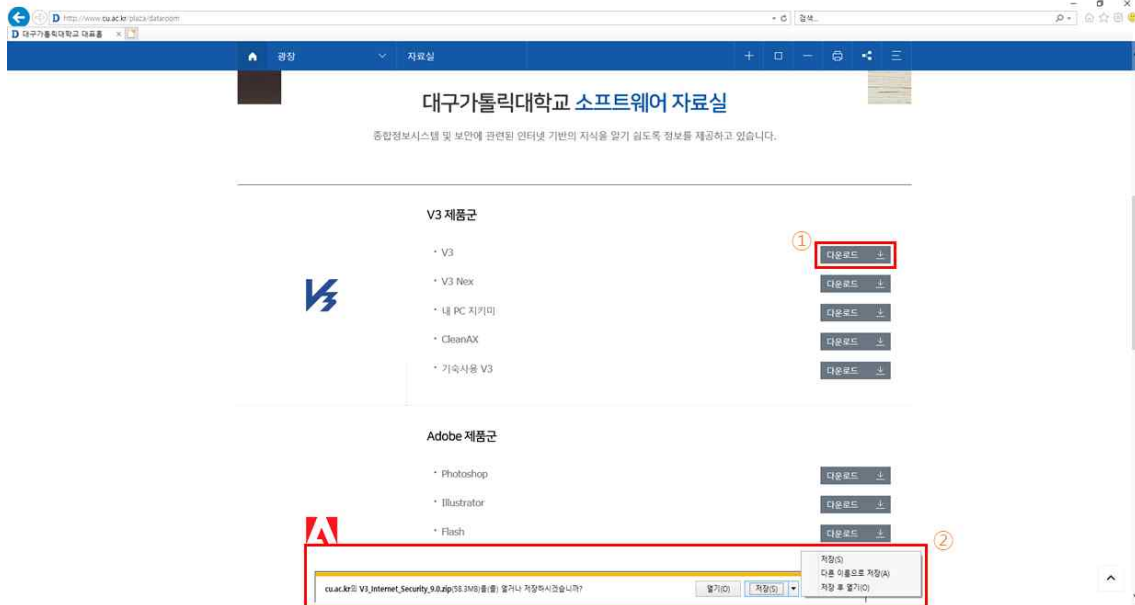 http://www.cu.ac.kr/plaza/dataroom
검색...
대구가톨릭대학교 대표홈
광장
자료실
대구가톨릭대학교 소프트웨어 자료실
종합정보시스템 및 보안에 관련된 인터넷 기반의 지식을 알기 쉽도록 정보를 제공하고 있습니다.
V3 제품군
①
· V3 다운로드
· V3 Nex 다운로드
· 내 PC 지키미 다운로드
· CleanAX 다운로드
· 기숙사용 V3 다운로드
Adobe 제품군
· Photoshop 다운로드
· Illustrator 다운로드
· Flash 다운로드
②
저장(S)
다른 이름으로 저장(A)
저장 후 열기(O)
cu.ac.kr의 V3_Internet_Security_9.0.zip(58.3MB)을(를) 열거나 저장하시겠습니까? 열기(O) 저장(S)